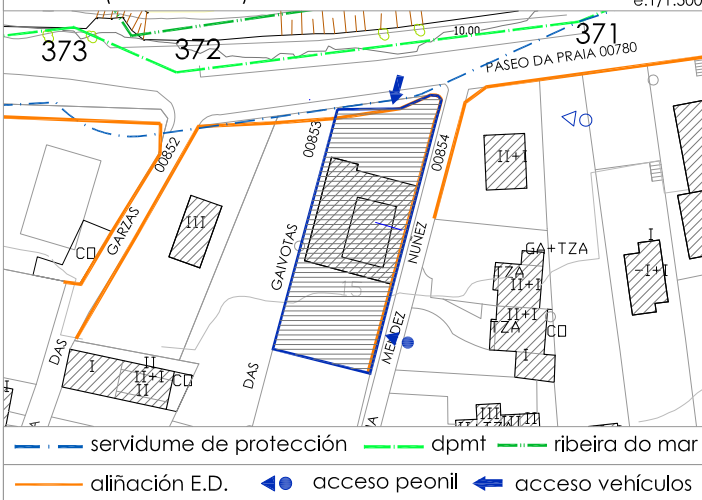 e:1/1.500
373
372
10.00
371
PASEO DA PRAIA 00780
00852
00853
00854
II+I
III
GARZAS
GAIVOTAS
NUÑEZ
CO
GA+TZA
TZA
II+I
I
-I+I
15
II+I
TZA
CO
MENDEZ
DAS
DAS
I
II
II+I
II
CO
I
I
A
A
III
servidume de protección
dpmt
ribeira do mar
aliñación E.D.
acceso peonil
acceso vehículos